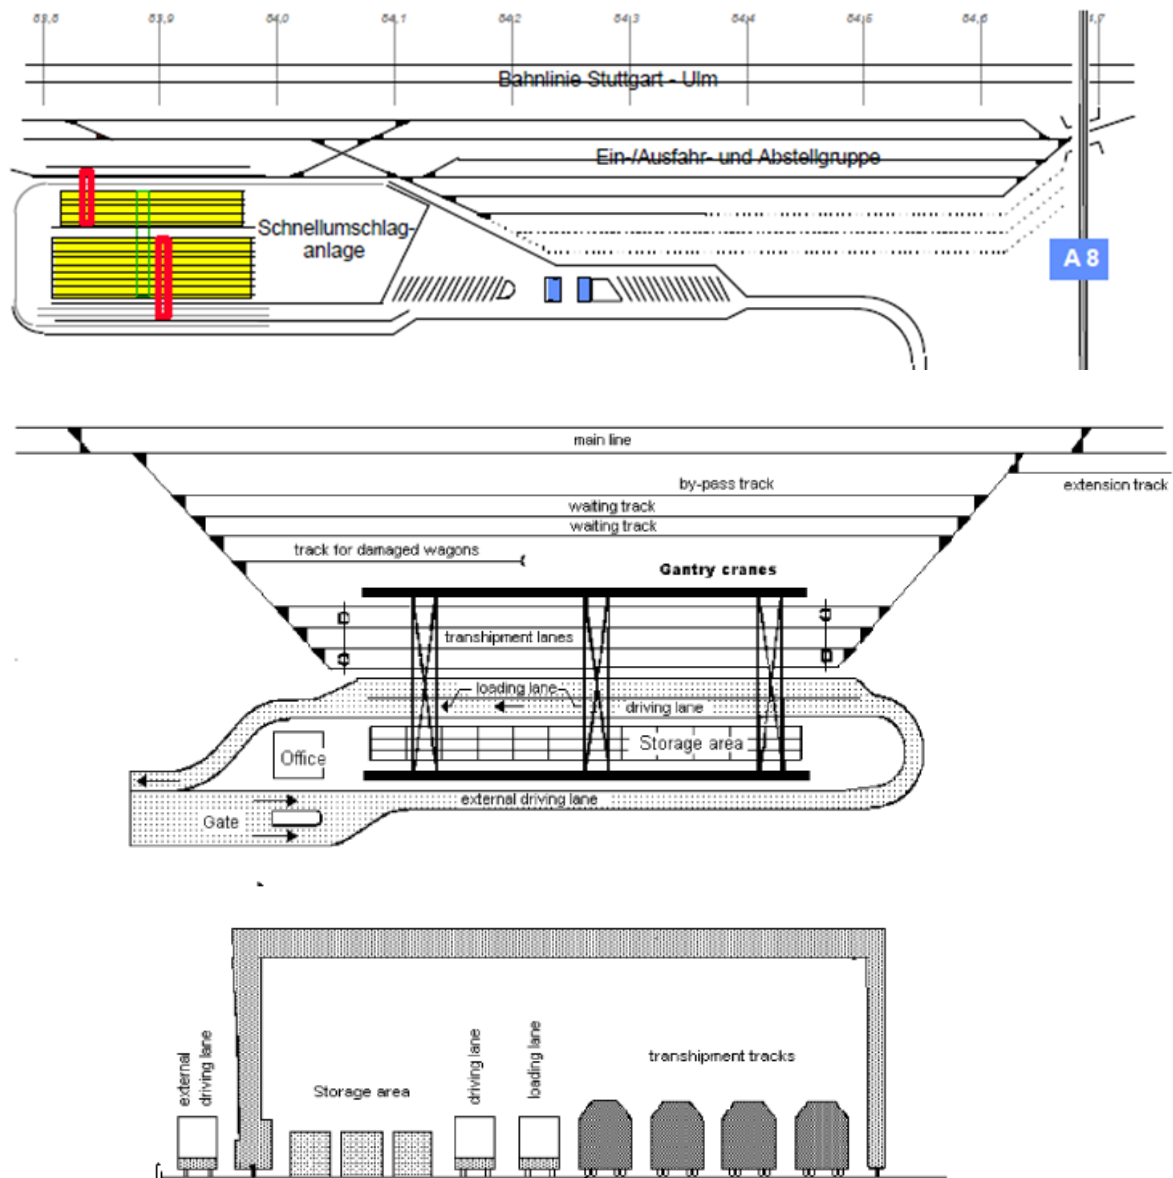 83,8 83,9 84,0 84,1 84,2 84,3 84,4 84,5 84,6 4,7
Bahnlinie Stuttgart - Ulm
Ein-/Ausfahr- und Abstellgruppe
Schnellumschlag-
anlage
A 8
main line
by-pass track
extension track
waiting track
waiting track
track for damaged wagons
Gantry cranes
transhipment lanes
loading lane
driving lane
Storage area
Office
external driving lane
Gate
external
driving lane
Storage area
driving lane
loading lane
transhipment tracks